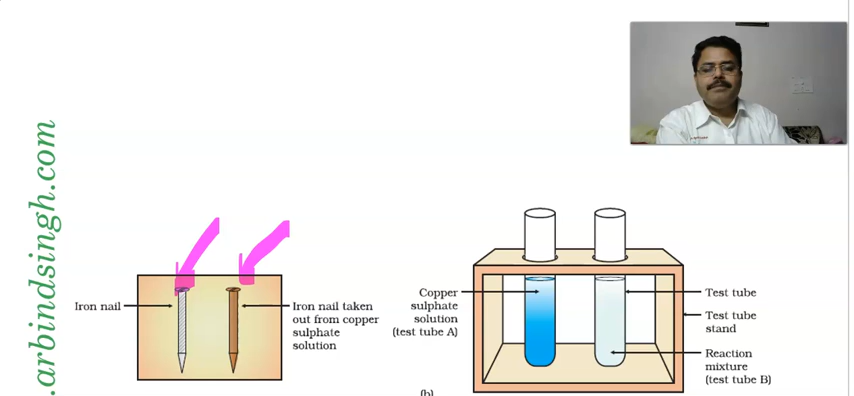 .arbindsingh.com
Iron nail
Iron nail taken
out from copper
sulphate
solution
Copper
sulphate
solution
(test tube A)
Test tube
Test tube
stand
Reaction
mixture
(test tube B)
(b)